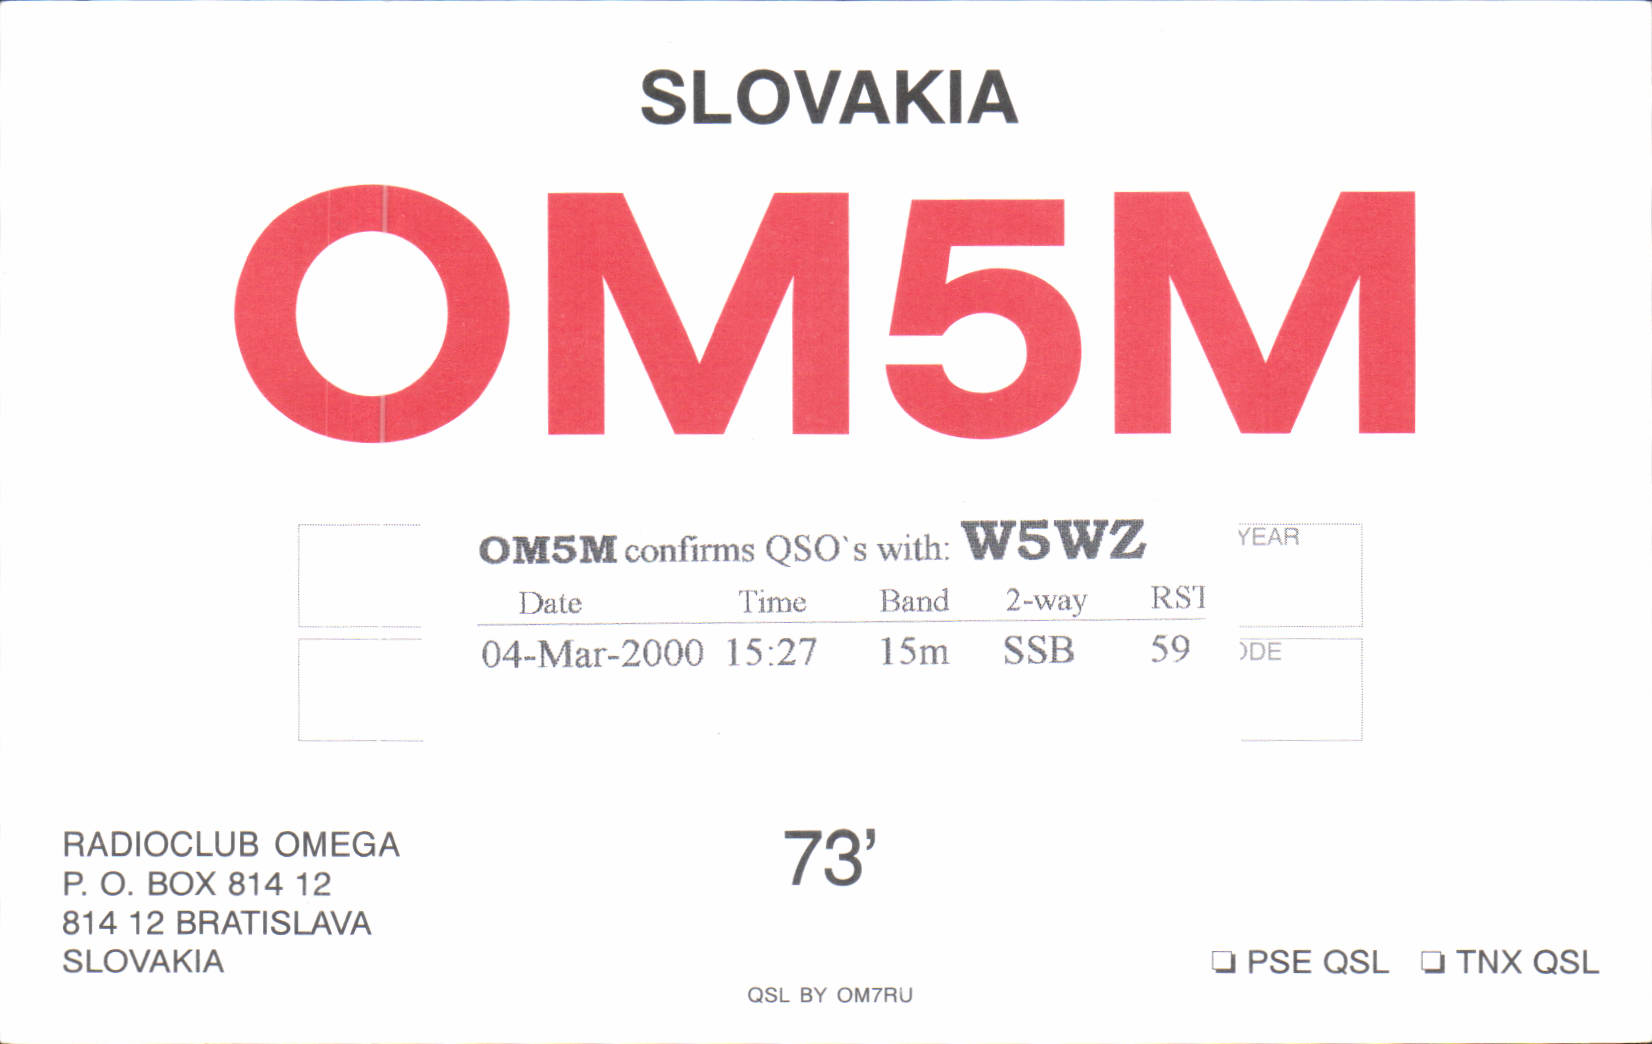 SLOVAKIA
OM5M
OM5M confirms QSO`s with: W5WZ
YEAR
Date Time Band 2-way RST
04-Mar-2000 15:27 15m SSB 59
RADIOCLUB OMEGA
P. O. BOX 814 12
814 12 BRATISLAVA
SLOVAKIA
73'
PSE QSL TNX QSL
QSL BY OM7RU